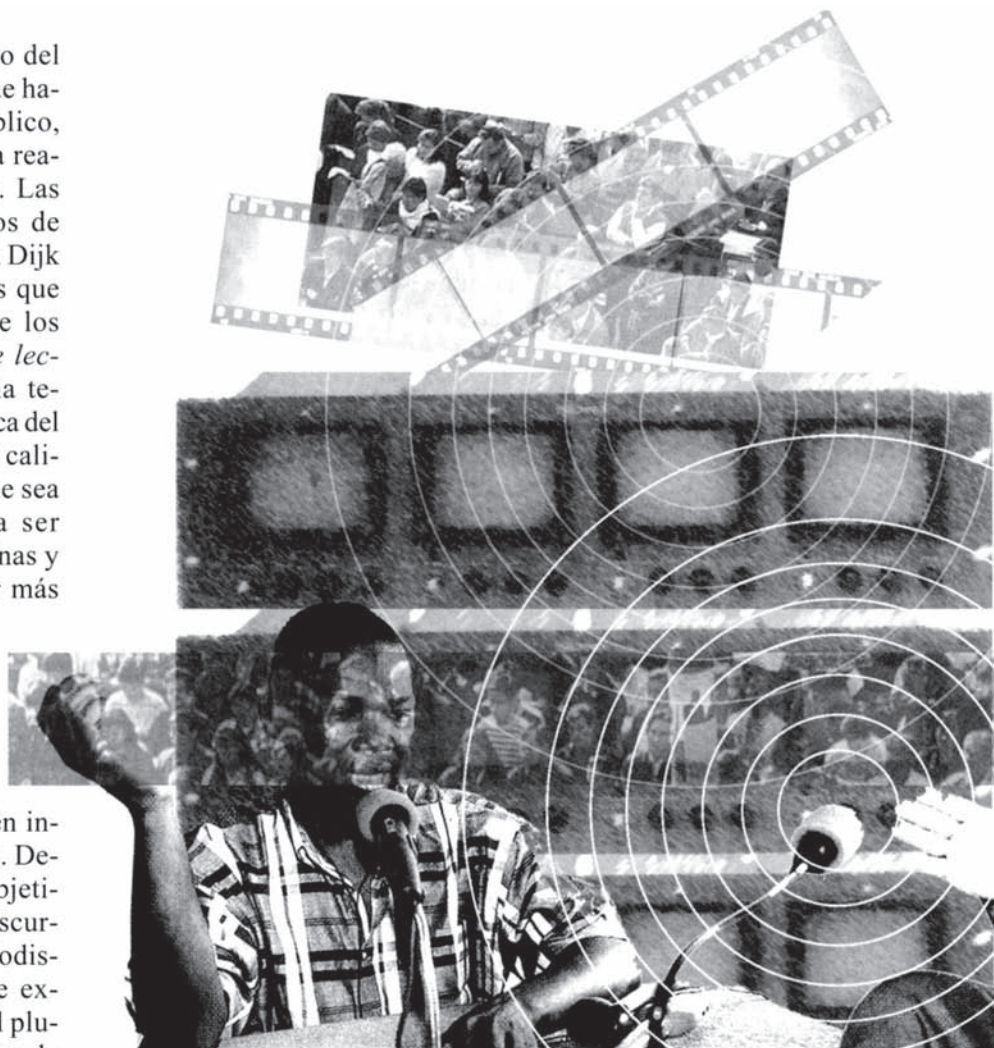 o del
e ha-
blico,
a rea-
. Las
os de
Dijk
s que
e los
e lec-
a te-
ca del
cali-
e sea
a ser
nas y
más
en in-
. De-
bjeti-
scur-
odis-
e ex-
l plu-